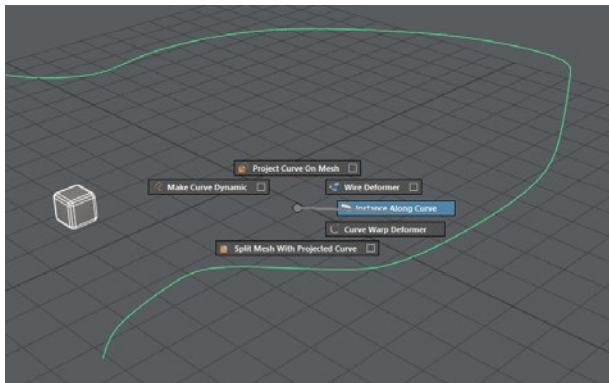 Project Curve On Mesh
Make Curve Dynamic
Wire Deformer
Instance Along Curve
Curve Warp Deformer
Split Mesh With Projected Curve